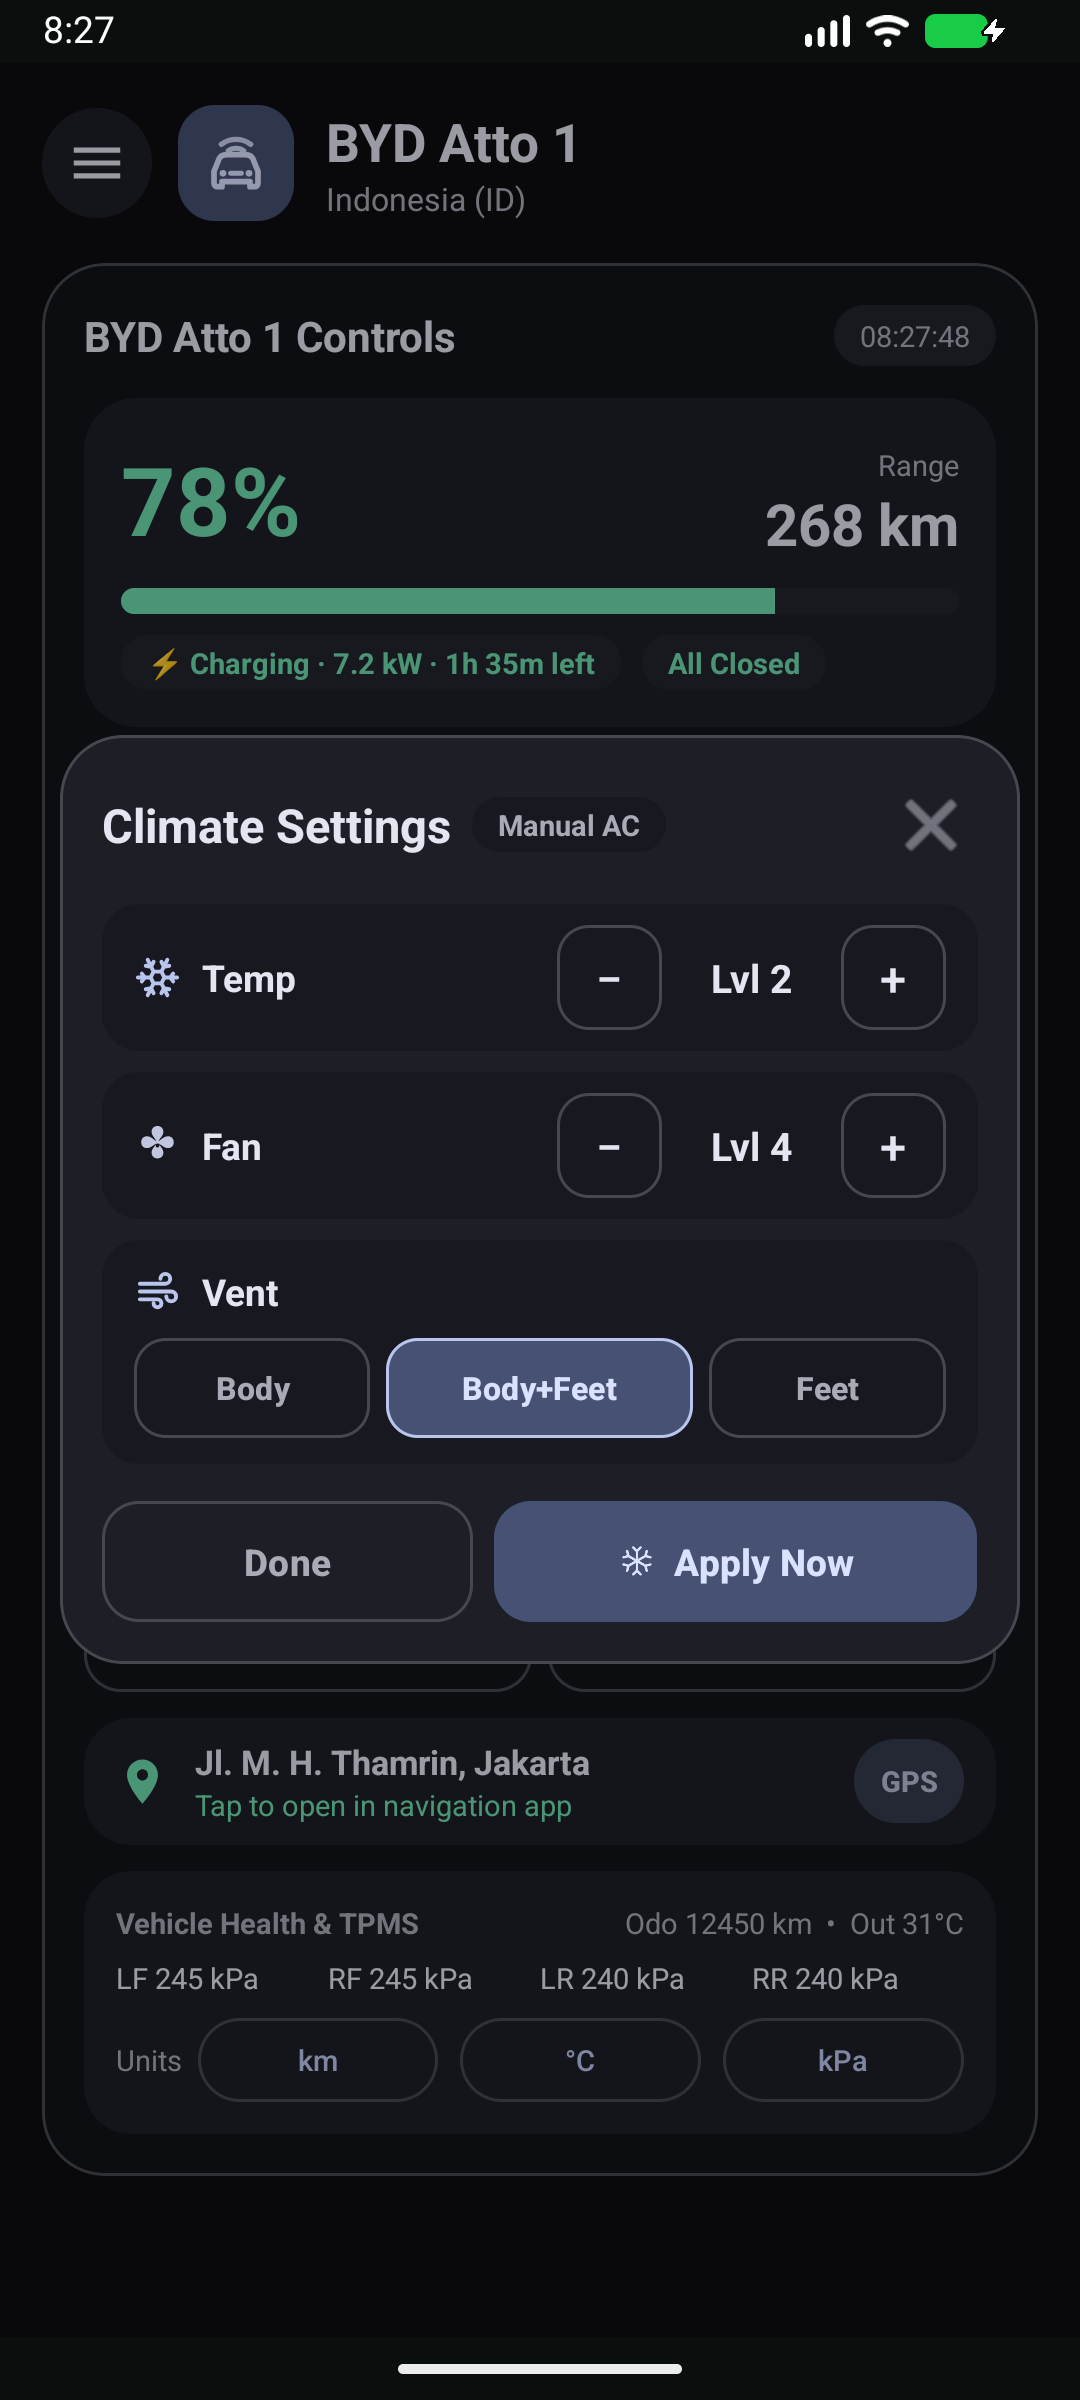 8:27
BYD Atto 1
Indonesia (ID)
BYD Atto 1 Controls
08:27:48
78%
Range
268 km
⚡ Charging · 7.2 kW · 1h 35m left
All Closed
Climate Settings
Manual AC
Temp
− Lvl 2 +
Fan
− Lvl 4 +
Vent
Body
Body+Feet
Feet
Done
Apply Now
Jl. M. H. Thamrin, Jakarta
Tap to open in navigation app
GPS
Vehicle Health & TPMS
Odo 12450 km • Out 31°C
LF 245 kPa RF 245 kPa LR 240 kPa RR 240 kPa
Units km °C kPa